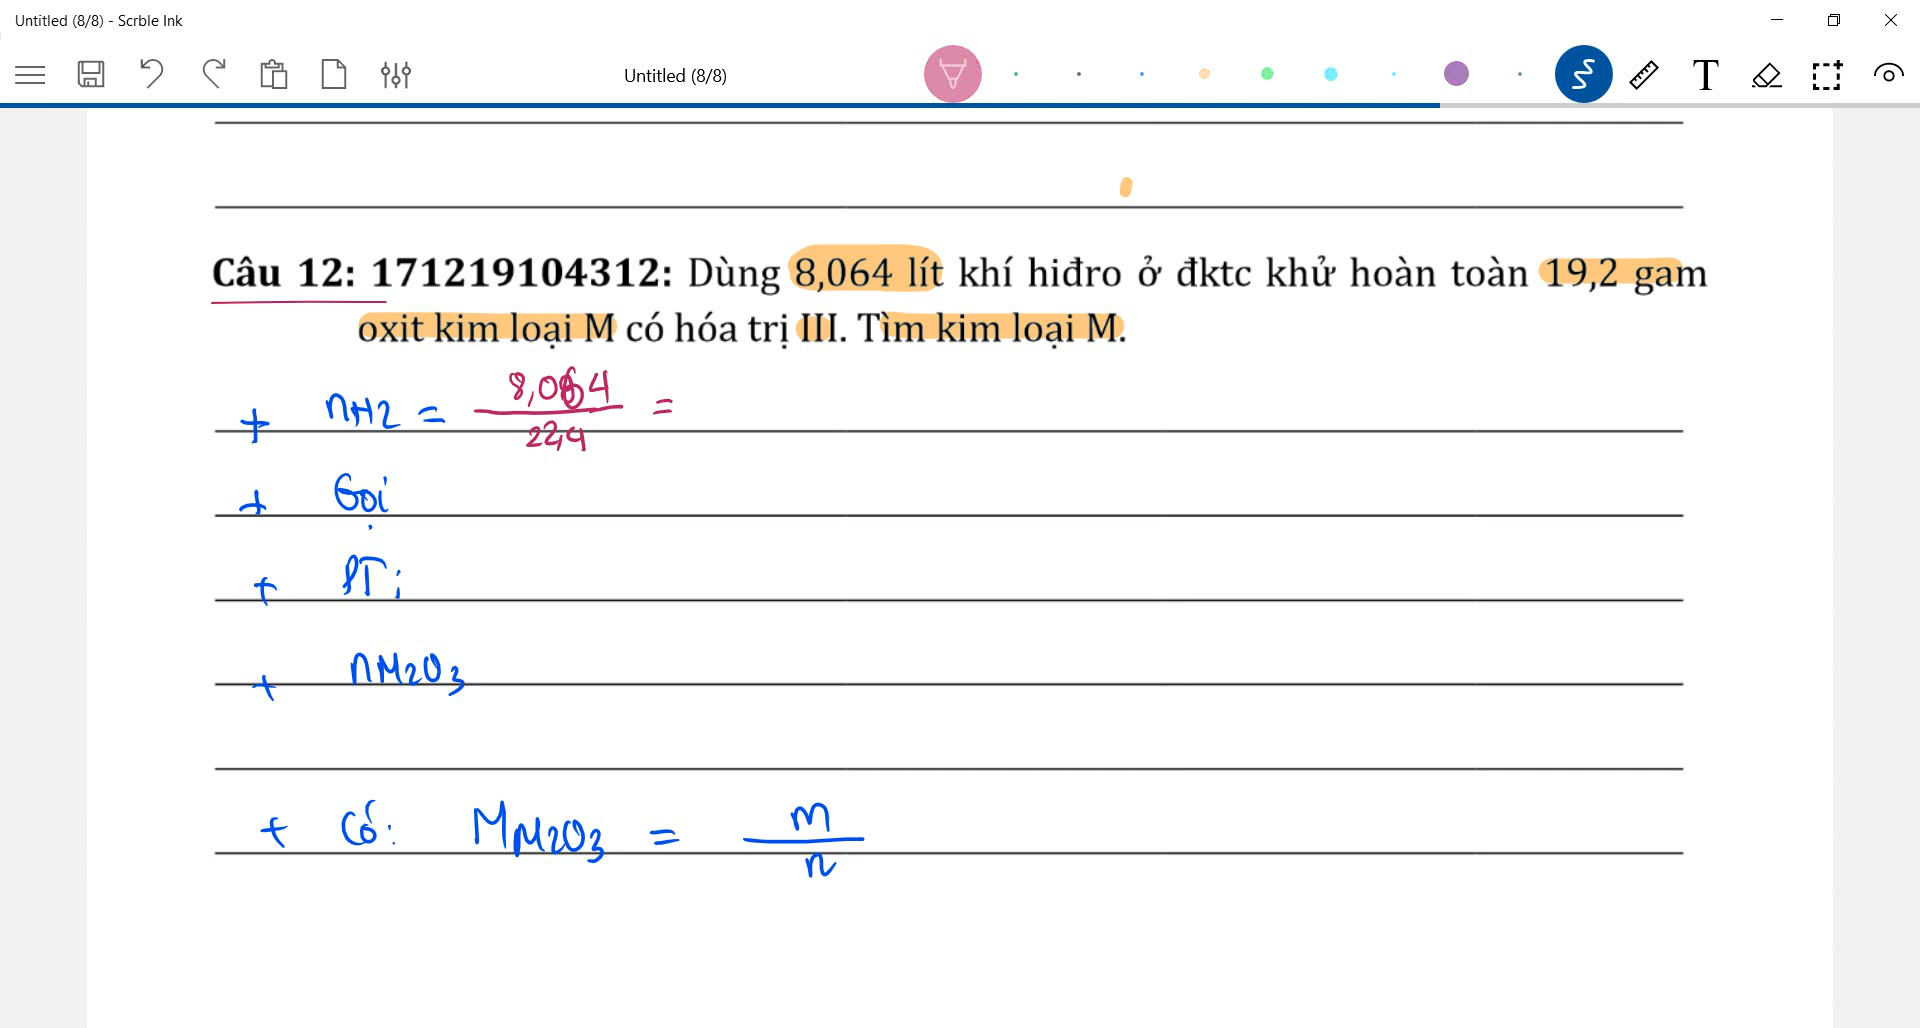 Untitled (8/8) - Scrble Ink
Untitled (8/8)
T
Câu 12: 171219104312: Dùng 8,064 lít khí hiđro ở đktc khử hoàn toàn 19,2 gam
oxit kim loại M có hóa trị III. Tìm kim loại M.
+ nH2 = 8,064 =
22,4
+ Gọi
+ PT:
+ nM2O3
+ Có: MM2O3 = m
n